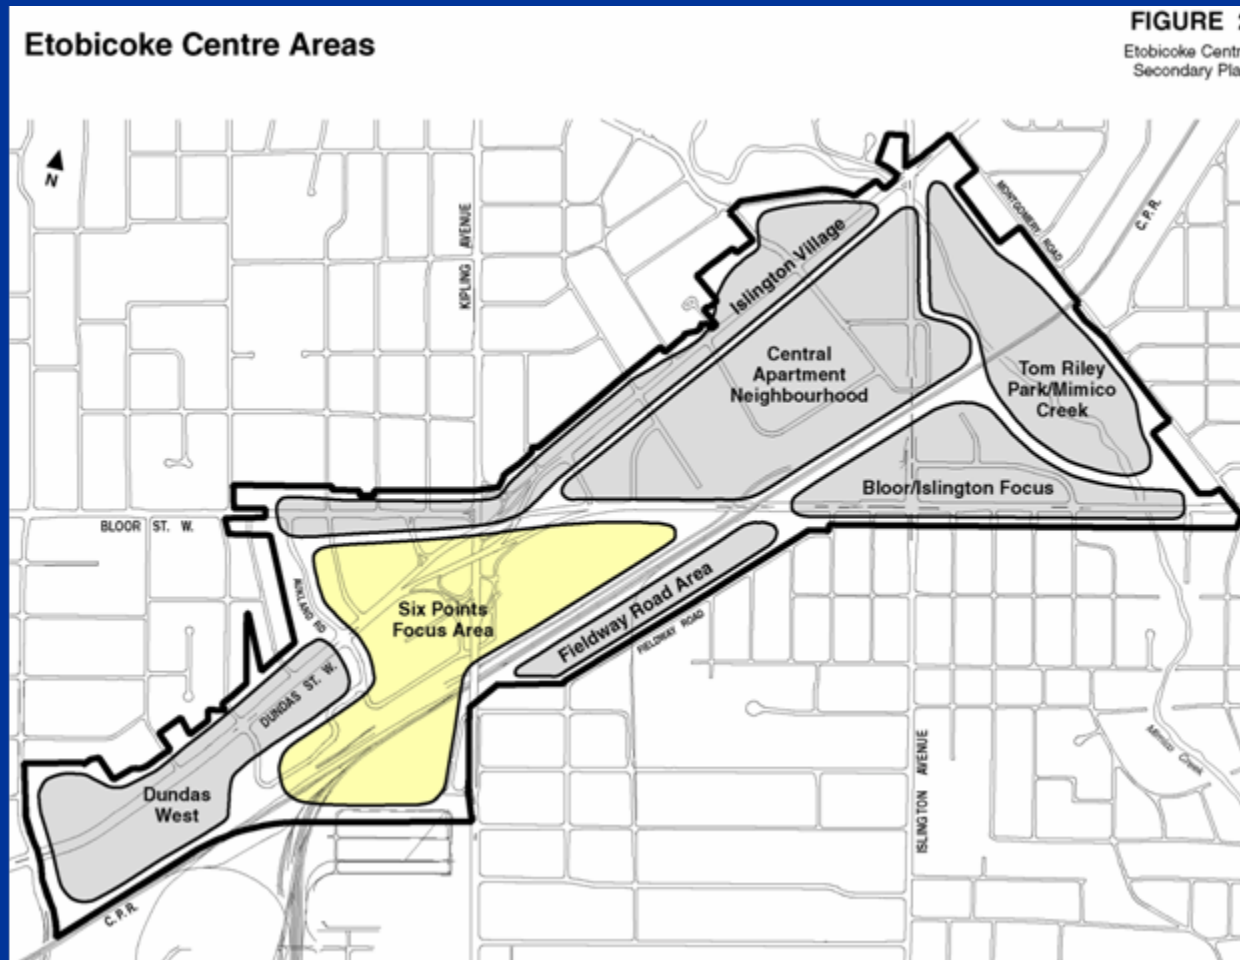 Etobicoke Centre Areas
FIGURE
Etobicoke Centr
Secondary Pla
N
KIPLING AVENUE
MONTGOMERY ROAD
C.P.R.
Islington Village
Central
Apartment
Neighbourhood
Tom Riley
Park/Mimico
Creek
Bloor/Islington Focus
BLOOR ST. W.
AUKLAND RD
Six Points
Focus Area
Fieldway Road Area
FIELDWAY ROAD
DUNDAS ST. W.
Dundas
West
C.P.R.
ISLINGTON AVENUE
Mimico Creek